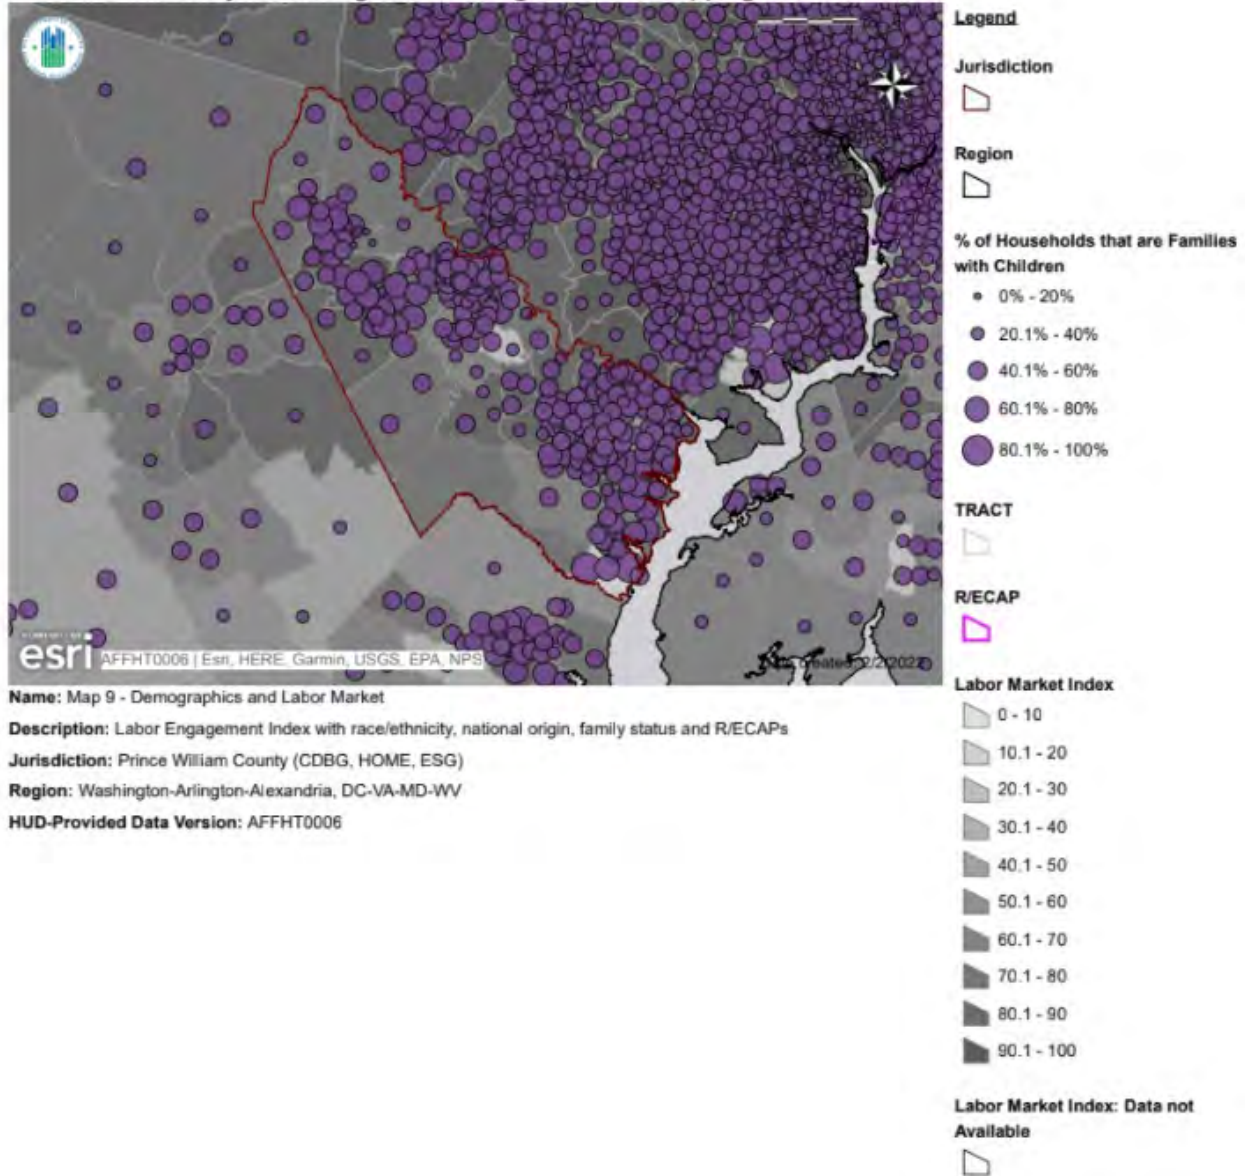 Legend
Jurisdiction
Region
% of Households that are Families
with Children
0% - 20%
20.1% - 40%
40.1% - 60%
60.1% - 80%
80.1% - 100%
TRACT
R/ECAP
Labor Market Index
0 - 10
10.1 - 20
20.1 - 30
30.1 - 40
40.1 - 50
50.1 - 60
60.1 - 70
70.1 - 80
80.1 - 90
90.1 - 100
Labor Market Index: Data not
Available
esri
AFFHT0006 | Esri, HERE, Garmin, USGS, EPA, NPS
2/2/2022
Name: Map 9 - Demographics and Labor Market
Description: Labor Engagement Index with race/ethnicity, national origin, family status and R/ECAPs
Jurisdiction: Prince William County (CDBG, HOME, ESG)
Region: Washington-Arlington-Alexandria, DC-VA-MD-WV
HUD-Provided Data Version: AFFHT0006